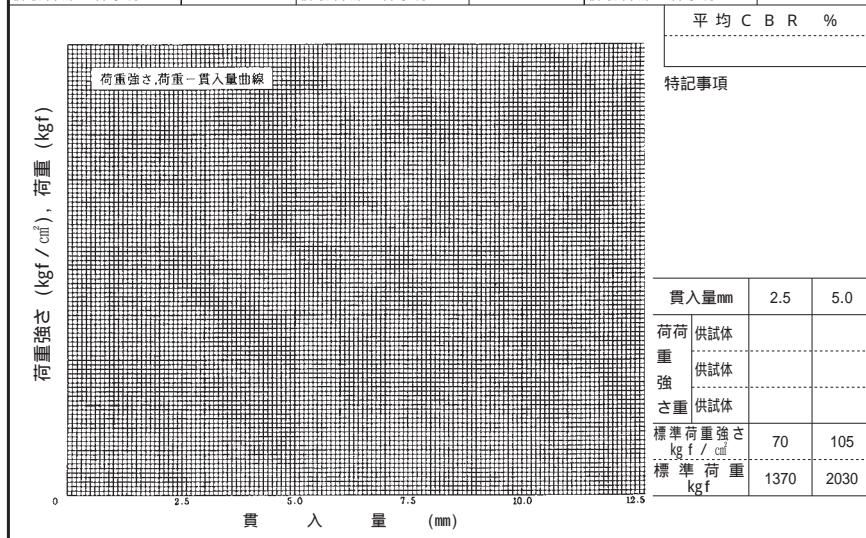 平均CBR %
荷重強さ,荷重－貫入量曲線
特記事項
荷重強さ (kgf / c㎡), 荷重 (kgf)
0 2.5 5.0 7.5 10.0 12.5
貫入量 (mm)
貫入量mm 2.5 5.0
荷重強さ 荷重
供試体
供試体
供試体
標準荷重強さ kgf / c㎡ 70 105
標準荷重 kgf 1370 2030